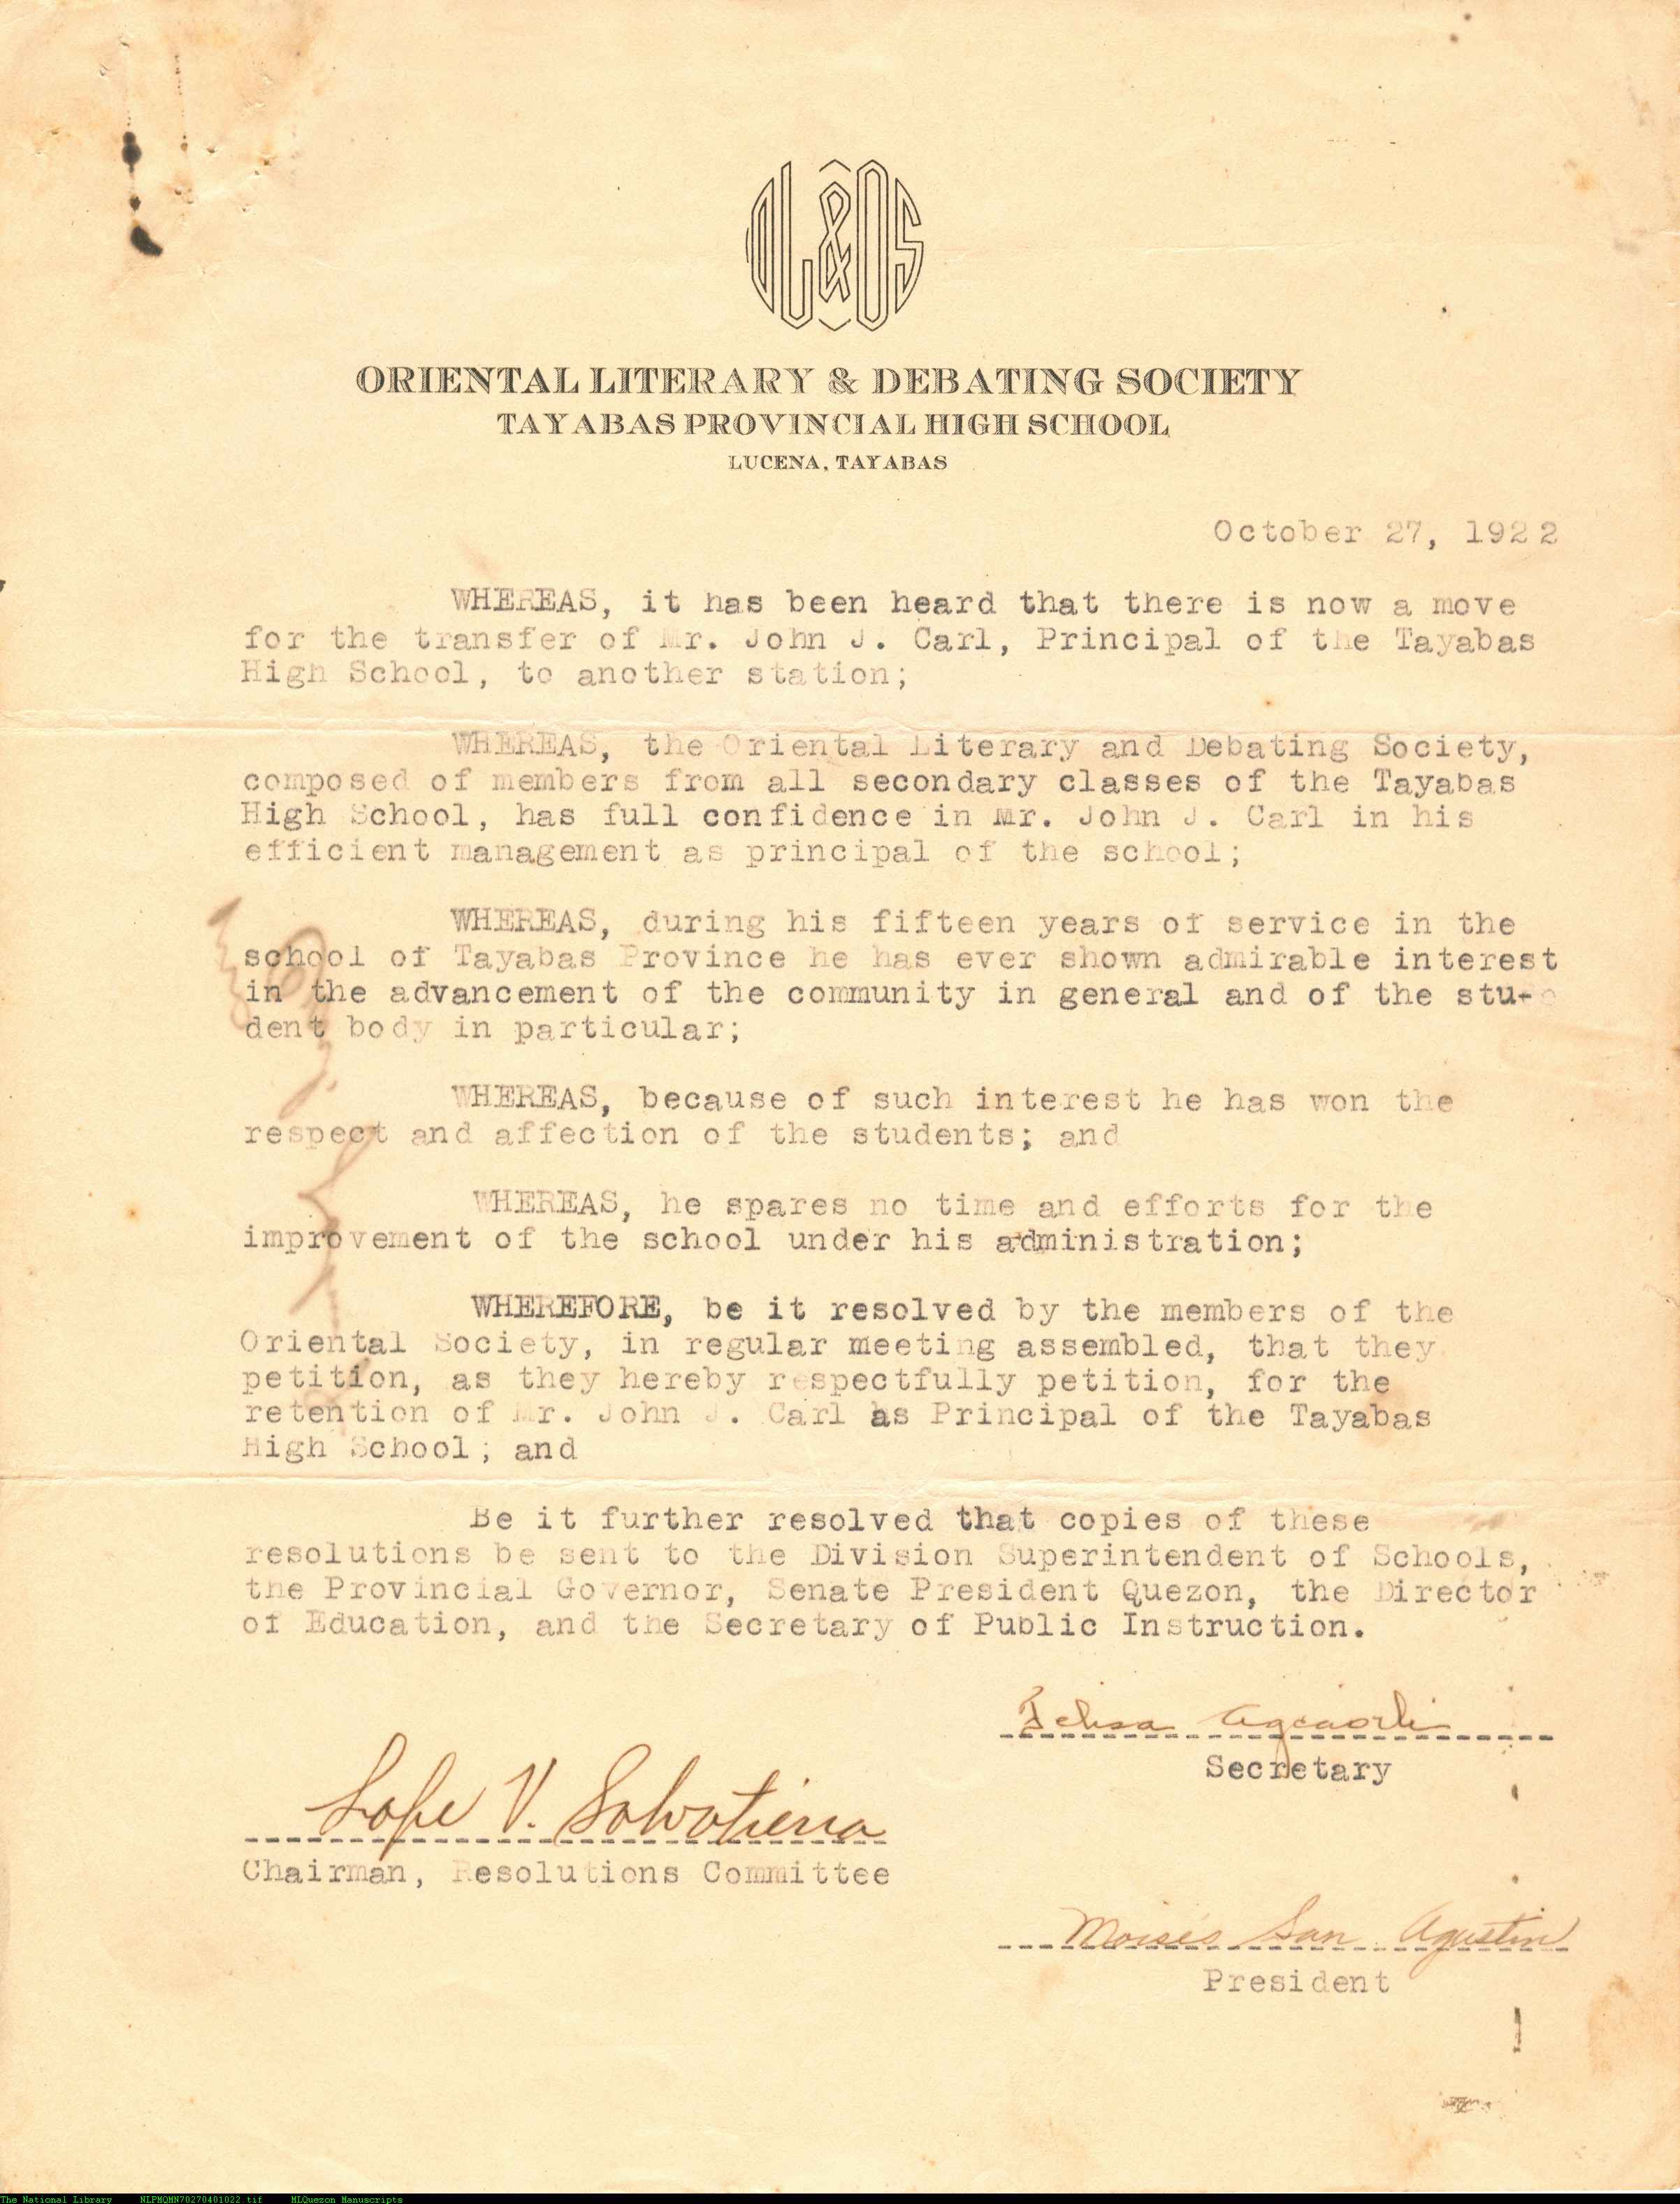 OL&DS
ORIENTAL LITERARY & DEBATING SOCIETY
TAYABAS PROVINCIAL HIGH SCHOOL
LUCENA, TAYABAS
October 27, 1922
WHEREAS, it has been heard that there is now a move
for the transfer of Mr. John J. Carl, Principal of the Tayabas
High School, to another station;
WHEREAS, the Oriental Literary and Debating Society,
composed of members from all secondary classes of the Tayabas
High School, has full confidence in Mr. John J. Carl in his
efficient management as principal of the school;
WHEREAS, during his fifteen years of service in the
school of Tayabas Province he has ever shown admirable interest
in the advancement of the community in general and of the stu-
dent body in particular;
WHEREAS, because of such interest he has won the
respect and affection of the students; and
WHEREAS, he spares no time and efforts for the
improvement of the school under his administration;
WHEREFORE, be it resolved by the members of the
Oriental Society, in regular meeting assembled, that they
petition, as they hereby respectfully petition, for the
retention of Mr. John J. Carl as Principal of the Tayabas
High School; and
Be it further resolved that copies of these
resolutions be sent to the Division Superintendent of Schools,
the Provincial Governor, Senate President Quezon, the Director
of Education, and the Secretary of Public Instruction.
Felisa
Secretary
Lope V. Salvatierra
Chairman, Resolutions Committee
Moises San Agustin
President
The National Library NLPMQMN70270401022.tif MLQuezon Manuscripts